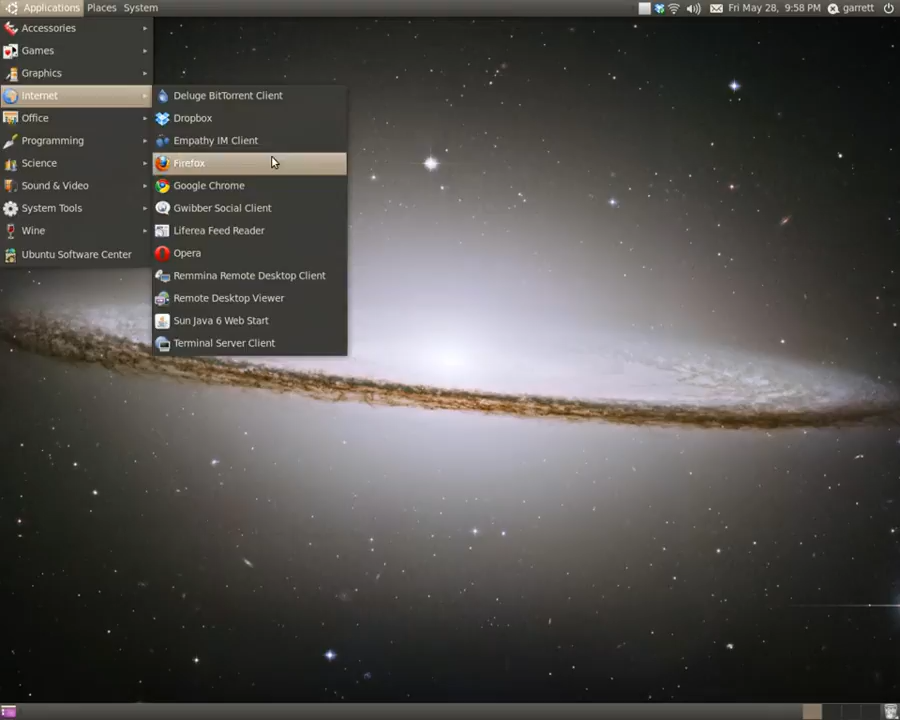 Applications Places System Fri May 28, 9:58 PM garrett
Accessories
Games
Graphics
Internet
Office
Programming
Science
Sound & Video
System Tools
Wine
Ubuntu Software Center
Deluge BitTorrent Client
Dropbox
Empathy IM Client
Firefox
Google Chrome
Gwibber Social Client
Liferea Feed Reader
Opera
Remmina Remote Desktop Client
Remote Desktop Viewer
Sun Java 6 Web Start
Terminal Server Client